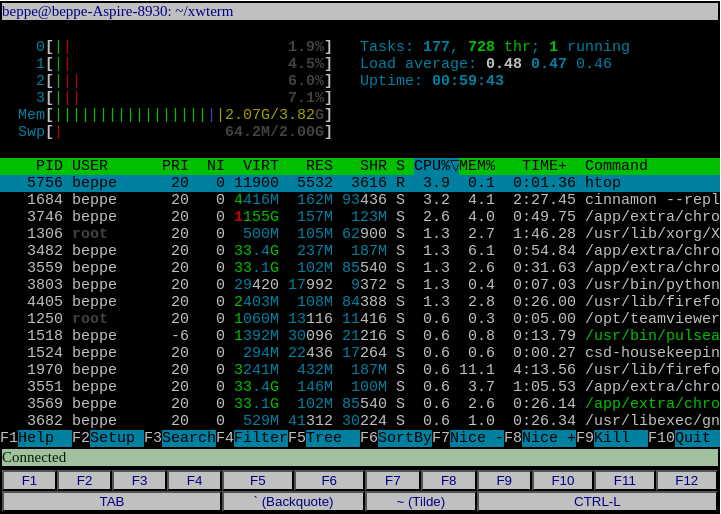 beppe@beppe-Aspire-8930: ~/xwterm
0[|| 1.9%] Tasks: 177, 728 thr; 1 running
1[|| 4.5%] Load average: 0.48 0.47 0.46
2[||| 6.0%] Uptime: 00:59:43
3[||| 7.1%]
Mem[|||||||||||||||||||2.07G/3.82G]
Swp[| 64.2M/2.00G]
PID USER PRI NI VIRT RES SHR S CPU%▽MEM% TIME+ Command
5756 beppe 20 0 11900 5532 3616 R 3.9 0.1 0:01.36 htop
1684 beppe 20 0 4416M 162M 93436 S 3.2 4.1 2:27.45 cinnamon --repl
3746 beppe 20 0 1155G 157M 123M S 2.6 4.0 0:49.75 /app/extra/chro
1306 root 20 0 500M 105M 62900 S 1.3 2.7 1:46.28 /usr/lib/xorg/X
3482 beppe 20 0 33.4G 237M 187M S 1.3 6.1 0:54.84 /app/extra/chro
3559 beppe 20 0 33.1G 102M 85540 S 1.3 2.6 0:31.63 /app/extra/chro
3803 beppe 20 0 29420 17992 9372 S 1.3 0.4 0:07.03 /usr/bin/python
4405 beppe 20 0 2403M 108M 84388 S 1.3 2.8 0:26.00 /usr/lib/firefo
1250 root 20 0 1060M 13116 11416 S 0.6 0.3 0:05.00 /opt/teamviewer
1518 beppe -6 0 1392M 30096 21216 S 0.6 0.8 0:13.79 /usr/bin/pulsea
1524 beppe 20 0 294M 22436 17264 S 0.6 0.6 0:00.27 csd-housekeepin
1970 beppe 20 0 3241M 432M 187M S 0.6 11.1 4:13.56 /usr/lib/firefo
3551 beppe 20 0 33.4G 146M 100M S 0.6 3.7 1:05.53 /app/extra/chro
3569 beppe 20 0 33.1G 102M 85540 S 0.6 2.6 0:26.14 /app/extra/chro
3682 beppe 20 0 529M 41312 30224 S 0.6 1.0 0:26.34 /usr/libexec/gn
F1Help F2Setup F3SearchF4FilterF5Tree F6SortByF7Nice -F8Nice +F9Kill F10Quit
Connected
F1 F2 F3 F4 F5 F6 F7 F8 F9 F10 F11 F12
TAB ` (Backquote) ~ (Tilde) CTRL-L